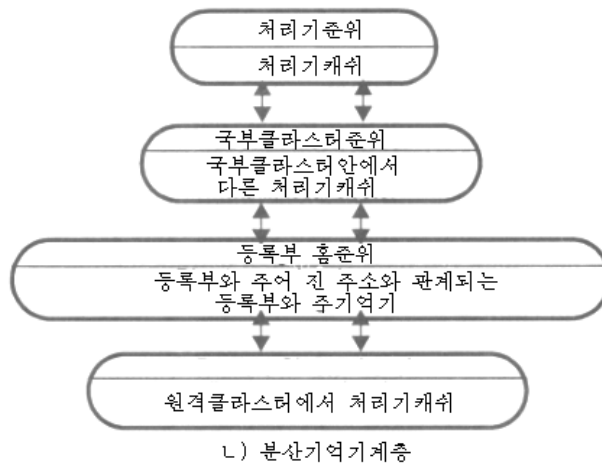 처리기준위
처리기캐쉬
국부클라스터준위
국부클라스터안에서
다른 처리기캐쉬
등록부 홈준위
등록부와 주어 진 주소와 관계되는
등록부와 주기억기
원격클라스터에서 처리기캐쉬
ㄴ) 분산기억기계층